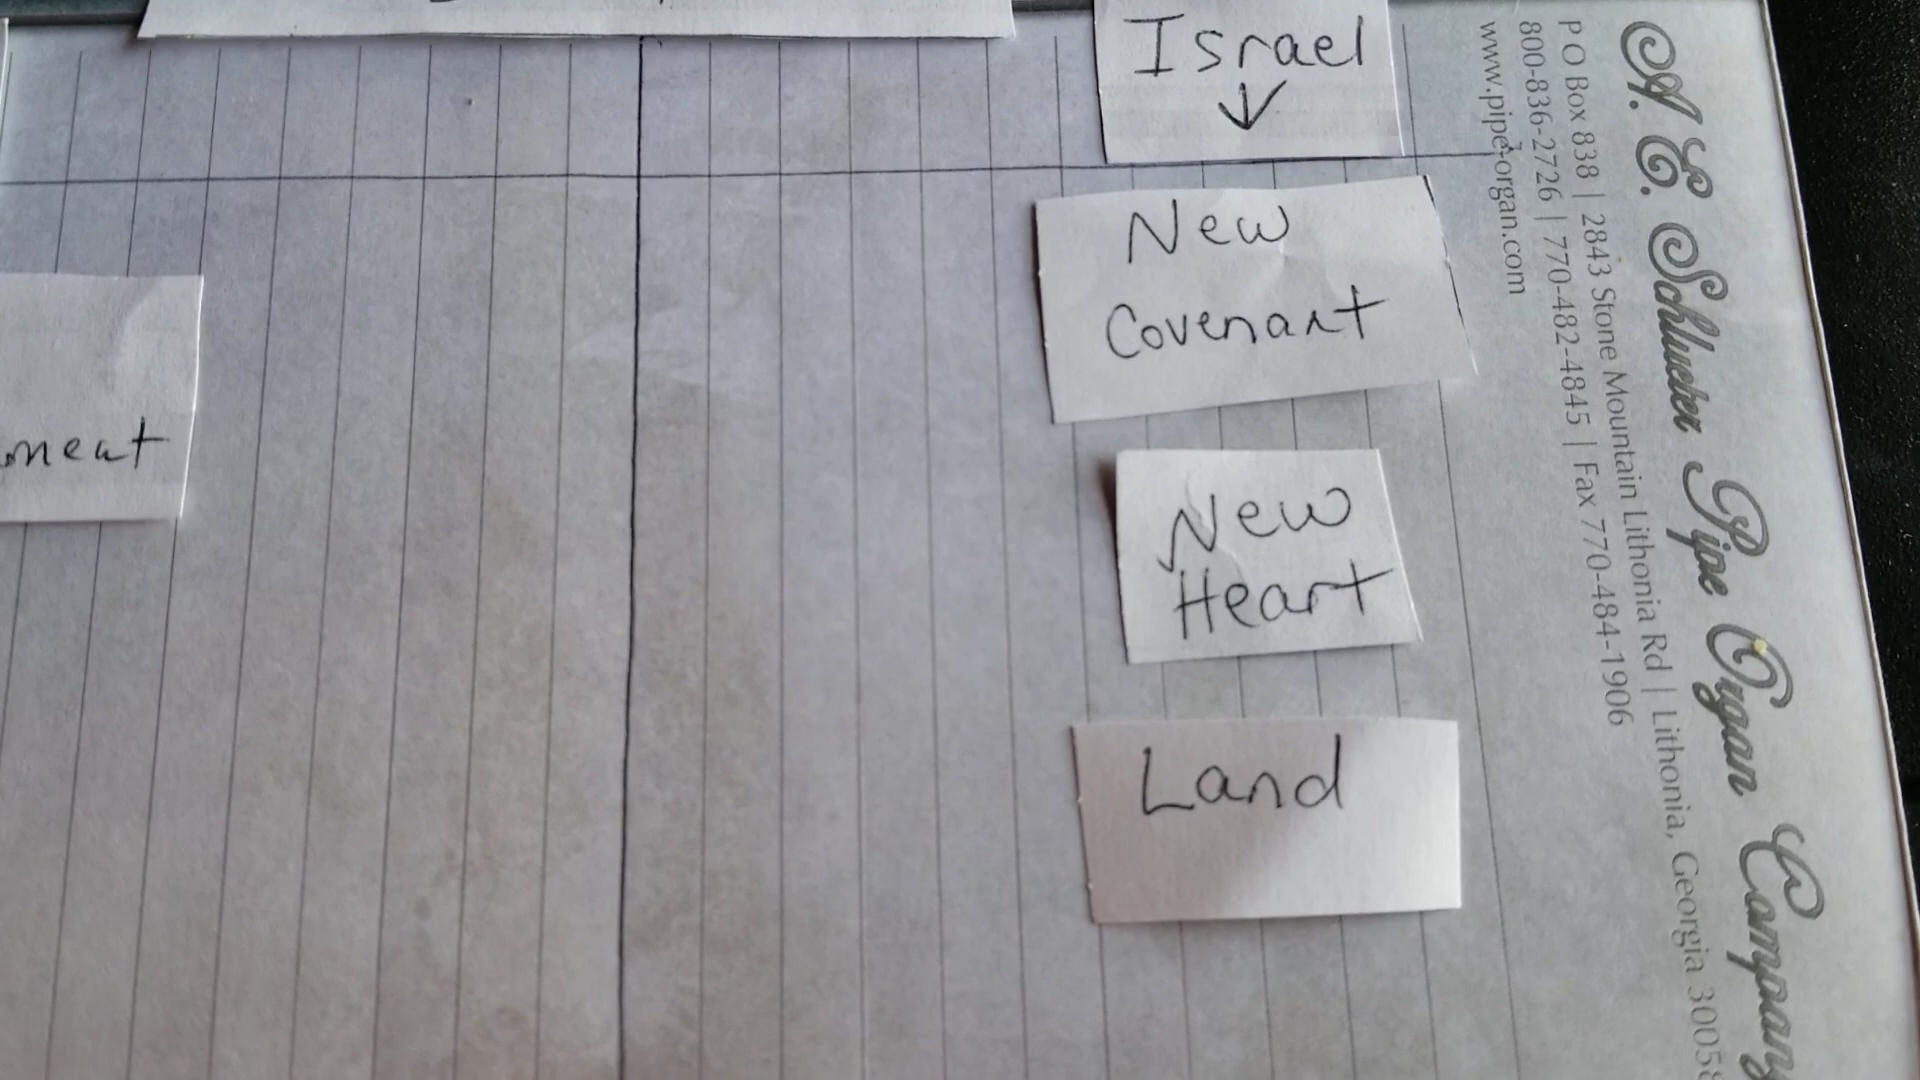 Israel
↓
New
Covenant
New
Heart
Land
A. E. Schlueter Pipe Organ Company
P O Box 838 | 2843 Stone Mountain Lithonia Rd | Lithonia, Georgia 30058
800-836-2726 | 770-482-4845 | Fax 770-484-1906
www.pipe-organ.com